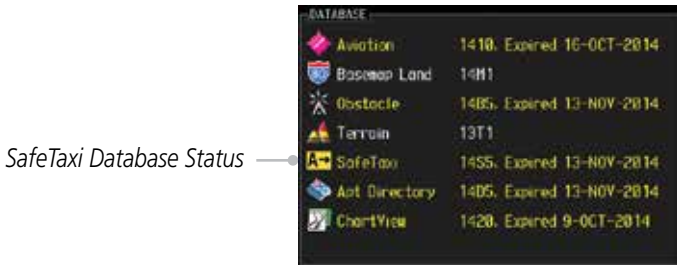 DATABASE
Aviation 1410, Expired 16-OCT-2014
Basemap Land 14M1
Obstacle 14B5, Expired 13-NOV-2014
Terrain 13T1
SafeTaxi Database Status
SafeTaxi 14S5, Expired 13-NOV-2014
Apt Directory 14D5, Expired 13-NOV-2014
ChartView 1420, Expired 9-OCT-2014